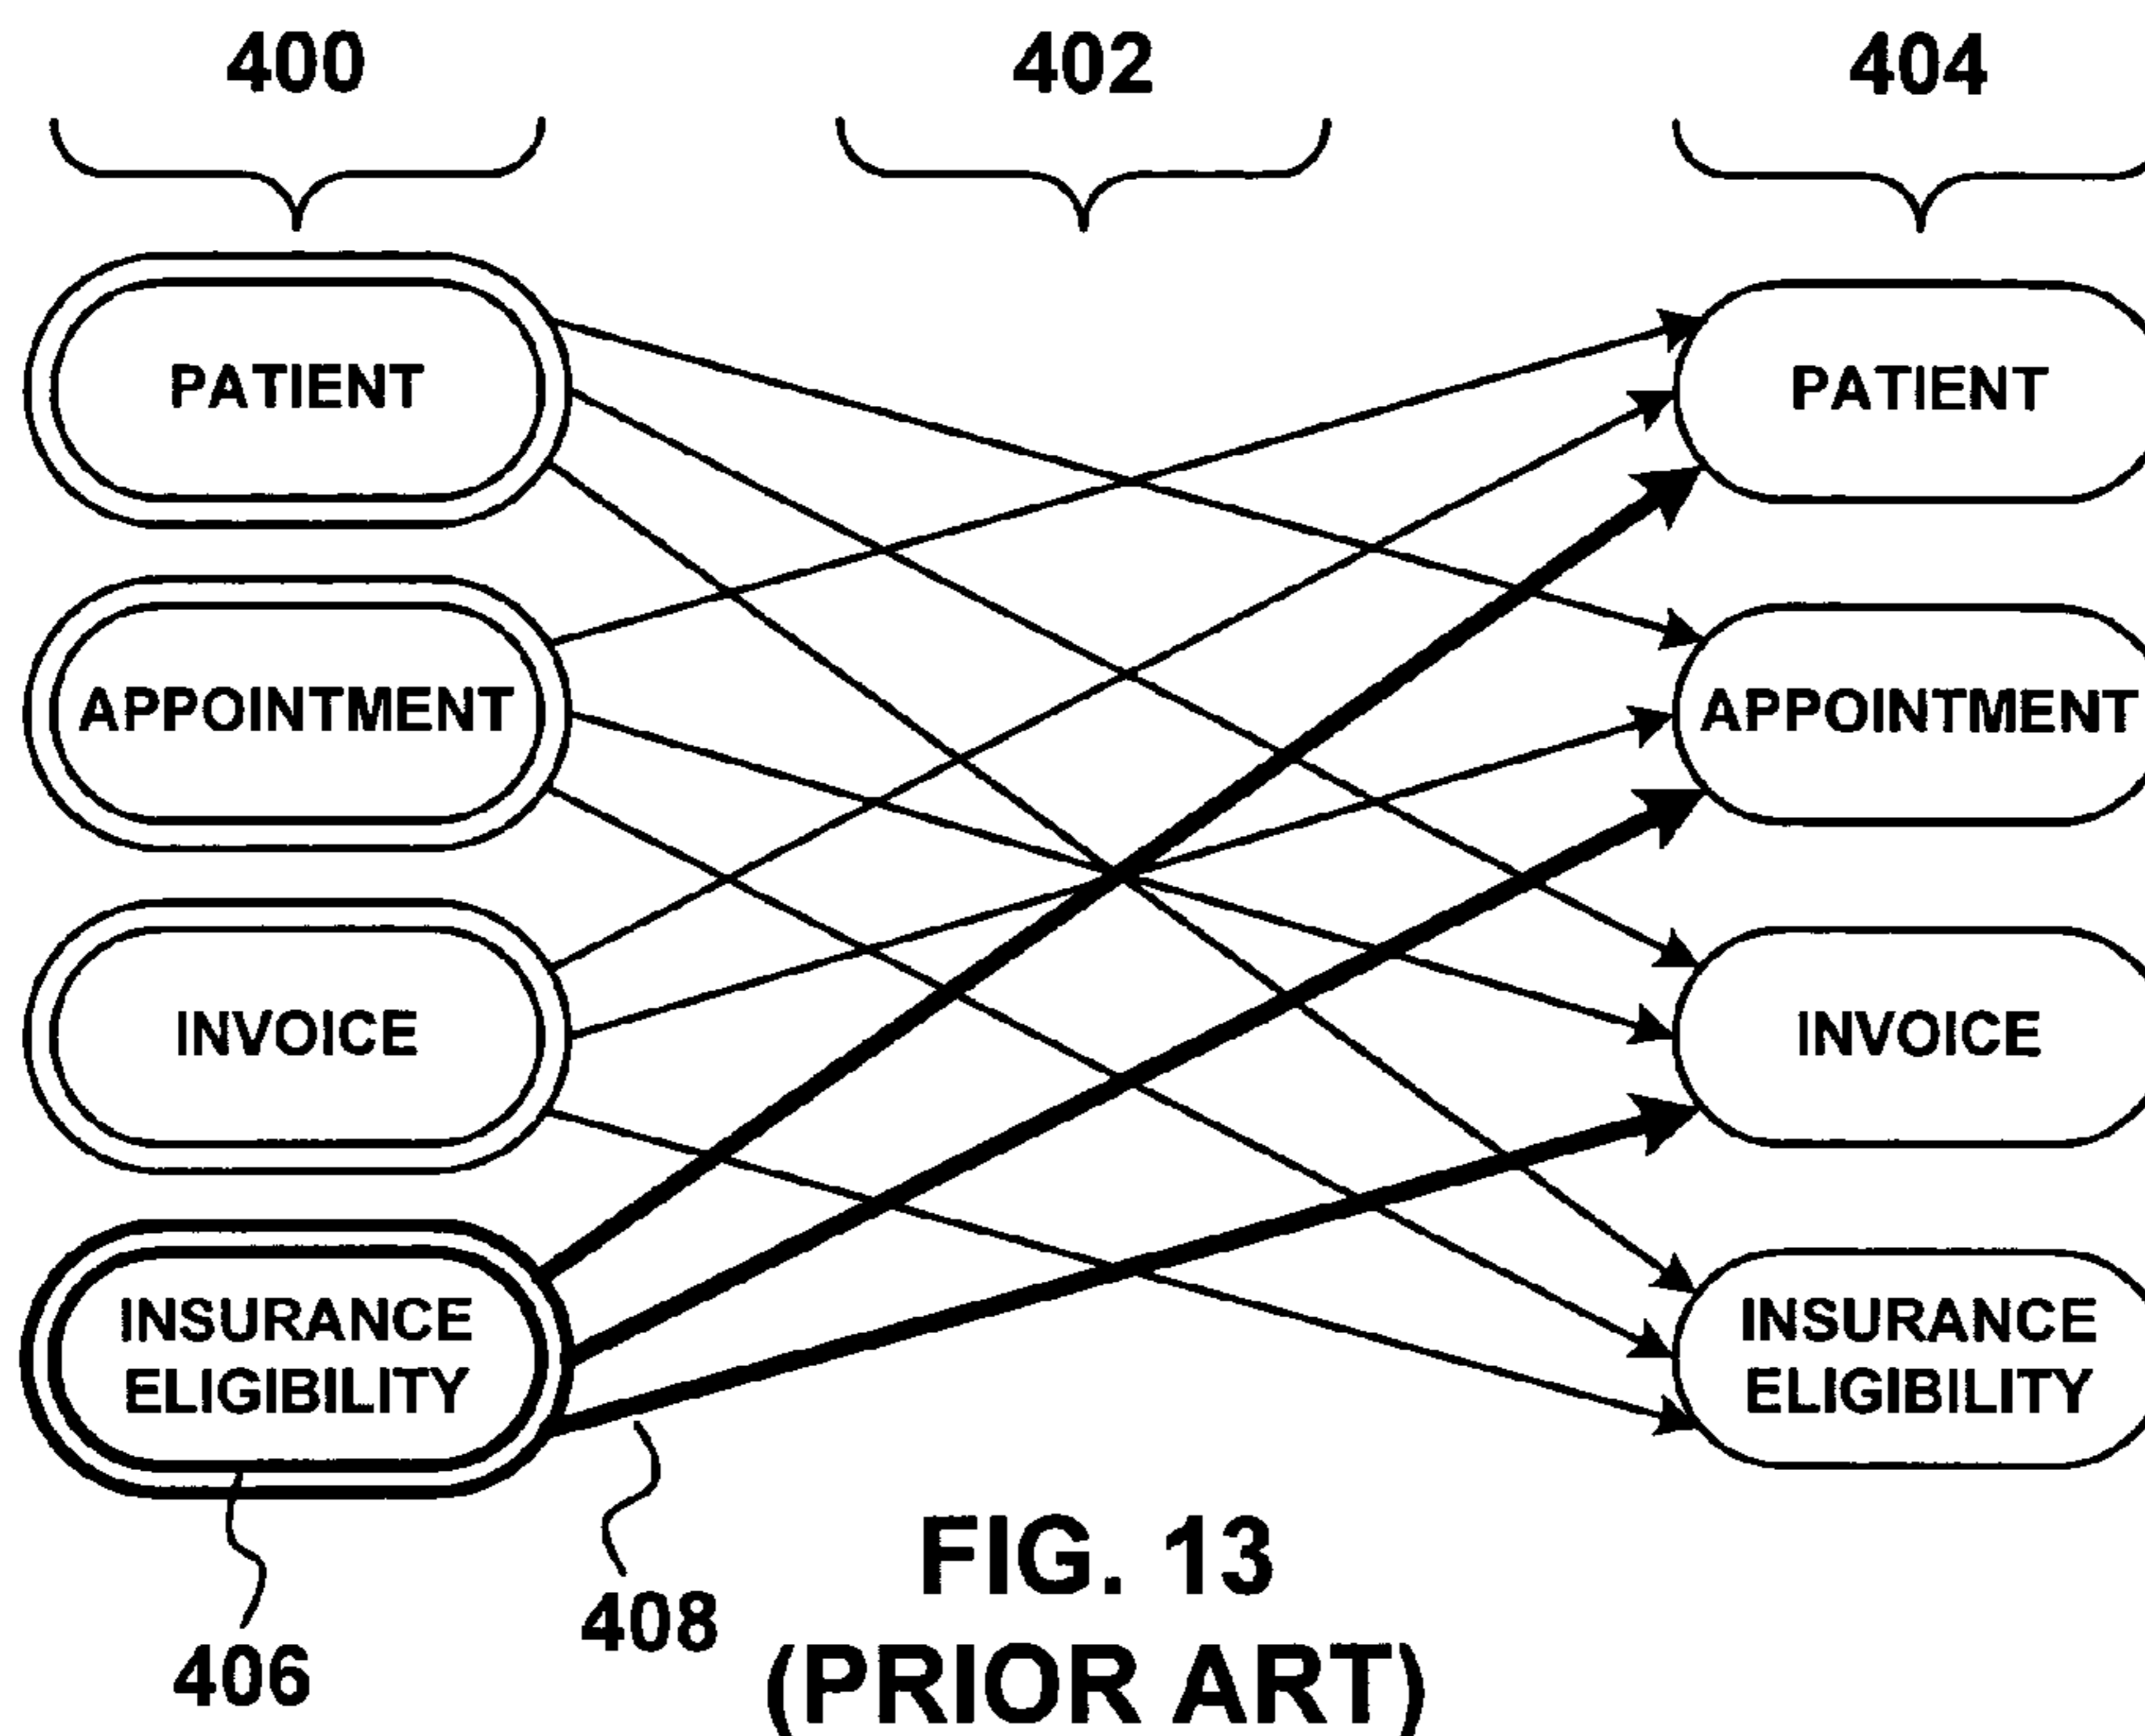 400 402 404
PATIENT PATIENT
APPOINTMENT APPOINTMENT
INVOICE INVOICE
INSURANCE INSURANCE
ELIGIBILITY ELIGIBILITY
FIG. 13
408
406
(PRIOR ART)